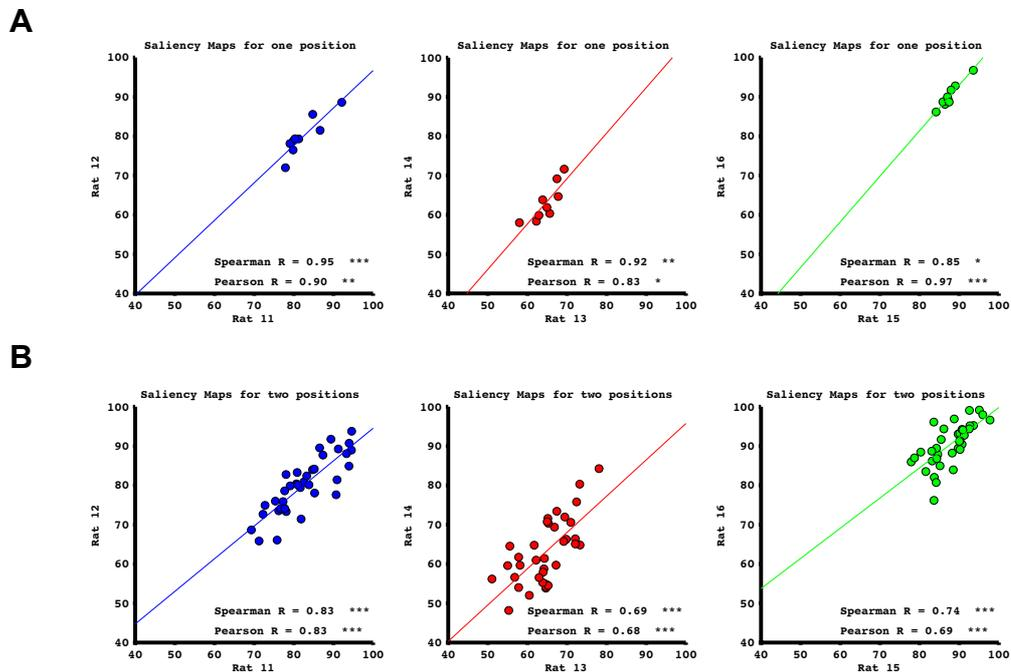 A
Saliency Maps for one position
Saliency Maps for one position
Saliency Maps for one position
100
90
80
70
60
50
40
Rat 12
Spearman R = 0.95 ***
Pearson R = 0.90 **
40 50 60 70 80 90 100
Rat 11
100
90
80
70
60
50
40
Rat 14
Spearman R = 0.92 **
Pearson R = 0.83 *
40 50 60 70 80 90 100
Rat 13
100
90
80
70
60
50
40
Rat 16
Spearman R = 0.85 *
Pearson R = 0.97 ***
40 50 60 70 80 90 100
Rat 15
B
Saliency Maps for two positions
Saliency Maps for two positions
Saliency Maps for two positions
100
90
80
70
60
50
40
Rat 12
Spearman R = 0.83 ***
Pearson R = 0.83 ***
40 50 60 70 80 90 100
Rat 11
100
90
80
70
60
50
40
Rat 14
Spearman R = 0.69 ***
Pearson R = 0.68 ***
40 50 60 70 80 90 100
Rat 13
100
90
80
70
60
50
40
Rat 16
Spearman R = 0.74 ***
Pearson R = 0.69 ***
40 50 60 70 80 90 100
Rat 15